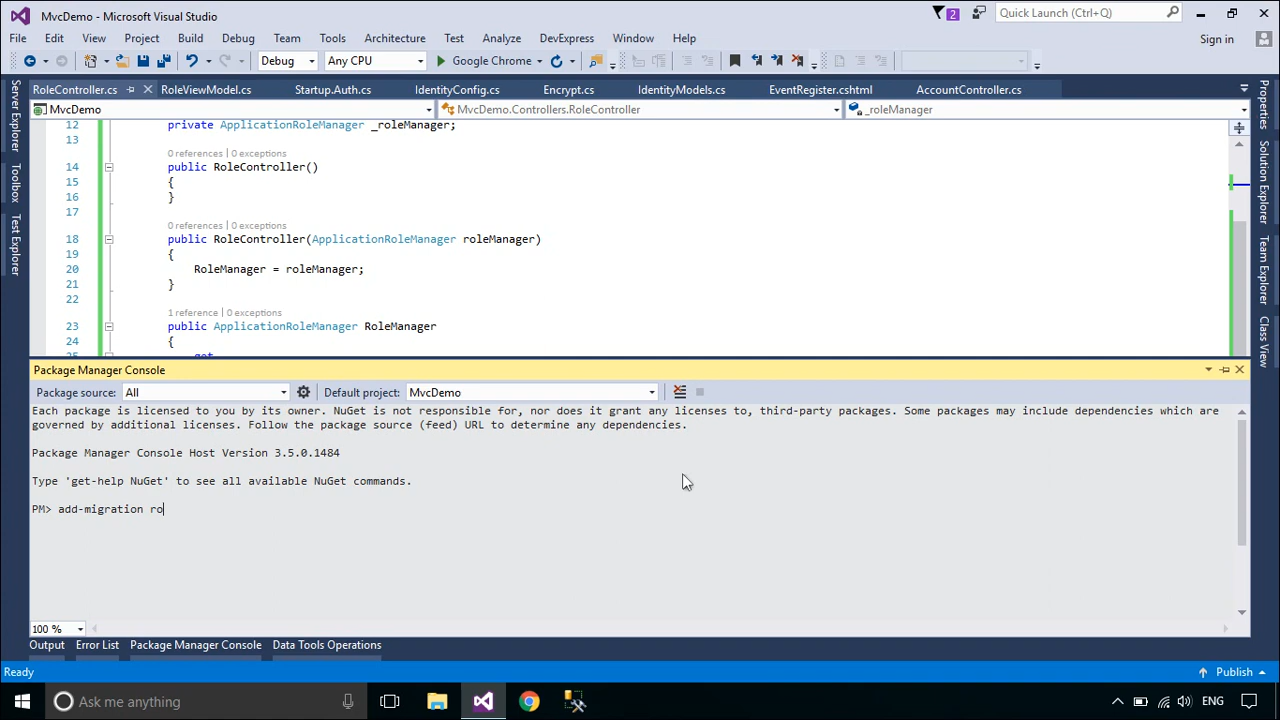 MvcDemo - Microsoft Visual Studio
2
Quick Launch (Ctrl+Q)
File Edit View Project Build Debug Team Tools Architecture Test Analyze DevExpress Window Help
Sign in
Debug Any CPU Google Chrome
RoleController.cs RoleViewModel.cs Startup.Auth.cs IdentityConfig.cs Encrypt.cs IdentityModels.cs EventRegister.cshtml AccountController.cs
MvcDemo MvcDemo.Controllers.RoleController _roleManager
12 private ApplicationRoleManager _roleManager;
13
0 references | 0 exceptions
14 public RoleController()
15 {
16 }
17
0 references | 0 exceptions
18 public RoleController(ApplicationRoleManager roleManager)
19 {
20 RoleManager = roleManager;
21 }
22
1 reference | 0 exceptions
23 public ApplicationRoleManager RoleManager
24 {
25 get
Server Explorer
Toolbox
Test Explorer
Properties
Solution Explorer
Team Explorer
Class View
Package Manager Console
Package source: All Default project: MvcDemo
Each package is licensed to you by its owner. NuGet is not responsible for, nor does it grant any licenses to, third-party packages. Some packages may include dependencies which are
governed by additional licenses. Follow the package source (feed) URL to determine any dependencies.
Package Manager Console Host Version 3.5.0.1484
Type 'get-help NuGet' to see all available NuGet commands.
PM> add-migration ro
100 %
Output Error List Package Manager Console Data Tools Operations
Ready
Publish
Ask me anything
ENG